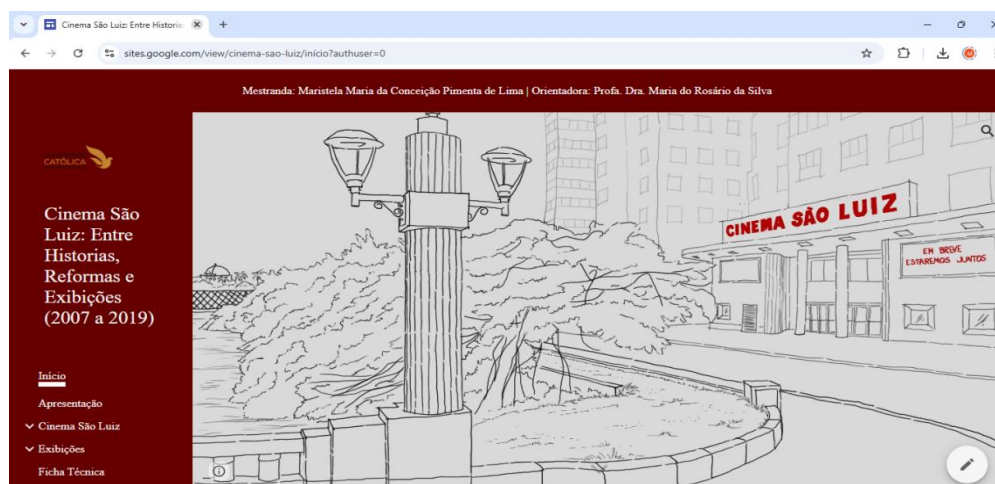 Cinema São Luiz: Entre Historia
sites.google.com/view/cinema-sao-luiz/início?authuser=0
Mestranda: Maristela Maria da Conceição Pimenta de Lima | Orientadora: Profa. Dra. Maria do Rosário da Silva
CATÓLICA
Cinema São
Luiz: Entre
Historias,
Reformas e
Exibições
(2007 a 2019)
Início
Apresentação
Cinema São Luiz
Exibições
Ficha Técnica
CINEMA SÃO LUIZ
EM BREVE
ESTAREMOS JUNTOS